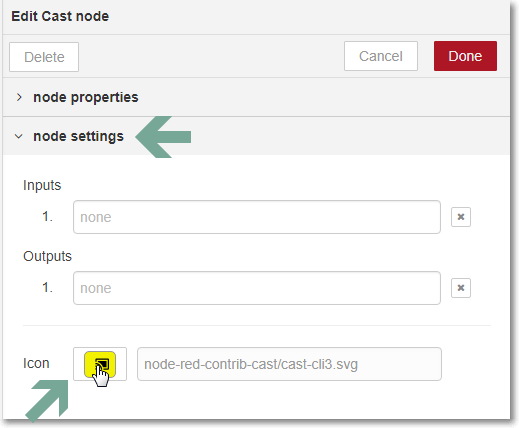 Edit Cast node
Delete
Cancel
Done
node properties
node settings
Inputs
1.
none
Outputs
1.
none
Icon
node-red-contrib-cast/cast-cli3.svg